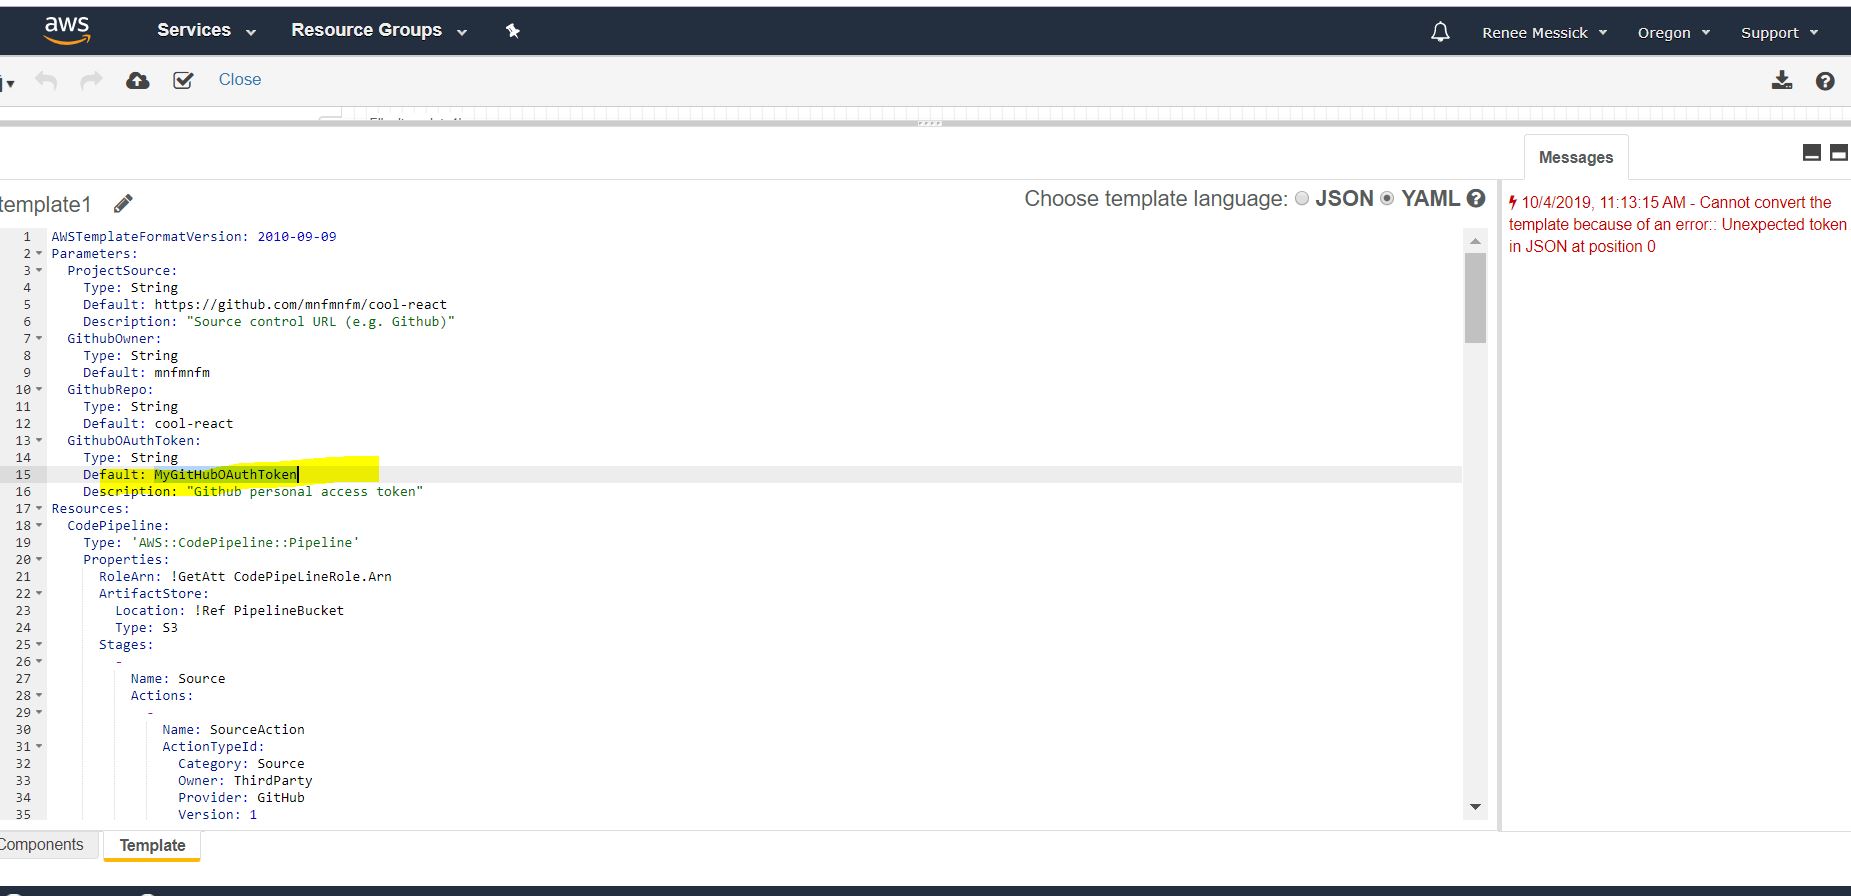 aws Services Resource Groups Renee Messick Oregon Support
Close
template1 Choose template language: JSON YAML
Messages
10/4/2019, 11:13:15 AM - Cannot convert the
template because of an error:: Unexpected token
in JSON at position 0
1 AWSTemplateFormatVersion: 2010-09-09
2 Parameters:
3 ProjectSource:
4 Type: String
5 Default: https://github.com/mnfmnfm/cool-react
6 Description: "Source control URL (e.g. Github)"
7 GithubOwner:
8 Type: String
9 Default: mnfmnfm
10 GithubRepo:
11 Type: String
12 Default: cool-react
13 GithubOAuthToken:
14 Type: String
15 Default: MyGitHubOAuthToken
16 Description: "Github personal access token"
17 Resources:
18 CodePipeline:
19 Type: 'AWS::CodePipeline::Pipeline'
20 Properties:
21 RoleArn: !GetAtt CodePipeLineRole.Arn
22 ArtifactStore:
23 Location: !Ref PipelineBucket
24 Type: S3
25 Stages:
26 -
27 Name: Source
28 Actions:
29 -
30 Name: SourceAction
31 ActionTypeId:
32 Category: Source
33 Owner: ThirdParty
34 Provider: GitHub
35 Version: 1
Components Template